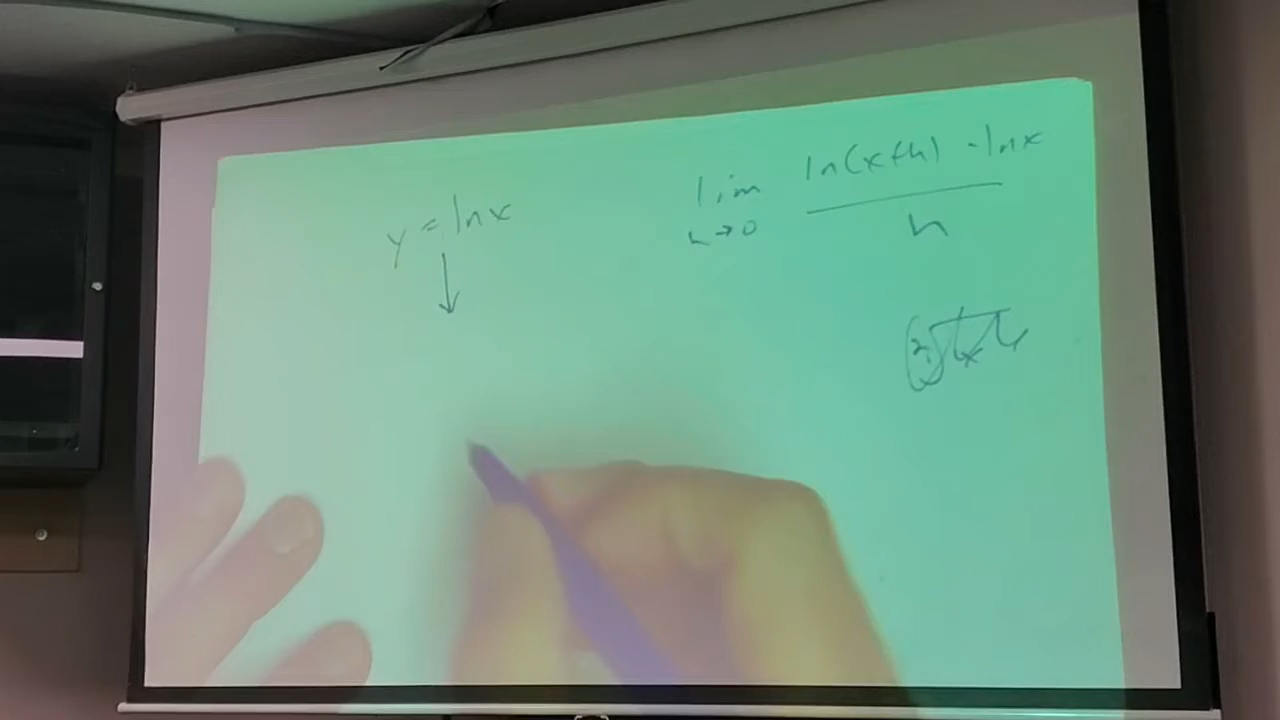 y = ln x
lim h→0 ln(x+h) - ln x
h